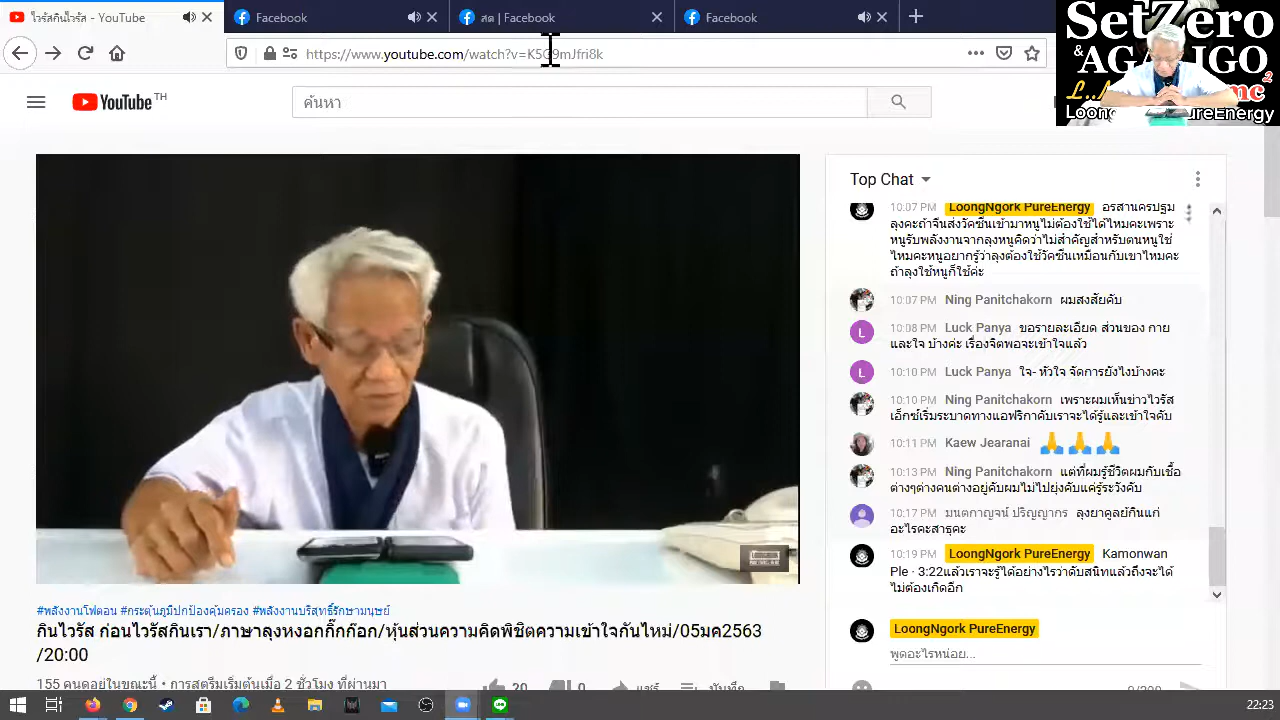 ไวรัสกินไวรัส - YouTube
Facebook
สด | Facebook
Facebook
https://www.youtube.com/watch?v=K5G9mJfri8k
SetZero
&
YouTube TH
ค้นหา
Top Chat
10:07 PM LoongNgork PureEnergy อรสานครปฐม
ลุงคะถ้าจีนส่งวัคซีนเข้ามาหนูไม่ต้องใช้ได้ไหมคะเพราะ
หนูรับพลังงานจากลุงหนูคิดว่าไม่สำคัญสำหรับตนหนูใช่
ไหมคะหนูอยากรู้ว่าลุงต้องใช้วัคซีนเหมือนกับเขาไหมคะ
ถ้าลุงใช้หนูก็ใช้ค่ะ
10:07 PM Ning Panitchakorn ผมสงสัยคับ
10:08 PM Luck Panya ขอรายละเอียด ส่วนของ กาย
และใจ บ้างค่ะ เรื่องจิตพอจะเข้าใจแล้ว
10:10 PM Luck Panya ใจ- หัวใจ จัดการยังไงบ้างคะ
10:10 PM Ning Panitchakorn เพราะผมเห็นข่าวไวรัส
เอ็กซ์เริ่มระบาดทางแอฟริกาคับเราจะได้รู้และเข้าใจคับ
10:11 PM Kaew Jearanai 🙏🙏🙏
10:13 PM Ning Panitchakorn แต่ที่ผมรู้ชีวิตผมกับเชื้อ
ต่างๆต่างคนต่างอยู่คับผมไม่ไปยุ่งคับแค่รู้ระวังคับ
10:17 PM มนตกาญจน์ ปริญญากร ลุงยาคูลย์กินแก่
อะไรคะสาธุคะ
10:19 PM LoongNgork PureEnergy Kamonwan
Ple · 3:22แล้วเราจะรู้ได้อย่างไรว่าดับสนิทแล้วถึงจะได้
ไม่ต้องเกิดอีก
LoongNgork PureEnergy
พูดอะไรหน่อย...
#พลังงานโฟตอน #กระตุ้นภูมิปกป้องคุ้มครอง #พลังงานบริสุทธิ์รักษามนุษย์
กินไวรัส ก่อนไวรัสกินเรา/ภาษาลุงหงอกกิ๊กก๊อก/หุ้นส่วนความคิดพิชิตความเข้าใจกันไหม่/05มค2563
/20:00
155 คนดูอยู่ในขณะนี้ • การสตรีมเริ่มต้นเมื่อ 2 ชั่วโมง ที่ผ่านมา
20
0
แชร์
บันทึก
0/200
22:23